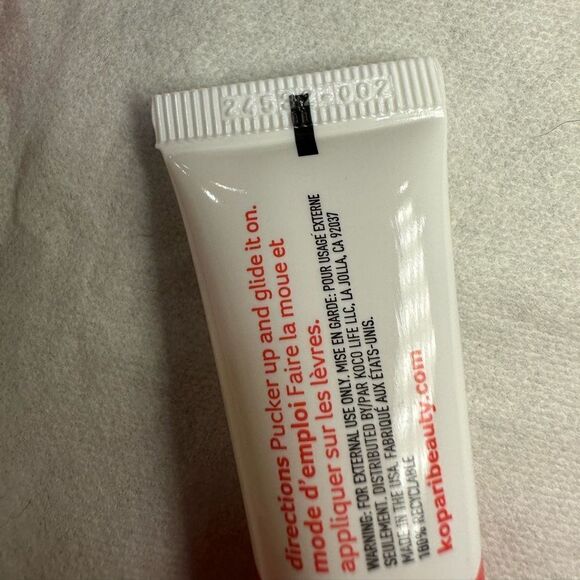 directions Pucker up and glide it on.
mode d'emploi Faire la moue et
appliquer sur les lèvres.
WARNING: FOR EXTERNAL USE ONLY. MISE EN GARDE: POUR USAGÉ EXTERNE
SEULEMENT. DISTRIBUTED BY/PAR KOCO LIFE LLC, LA JOLLA, CA 92037
MADE IN THE USA. FABRIQUÉ AUX ÉTATS-UNIS.
100% RECYCLABLE
koparibeauty.com